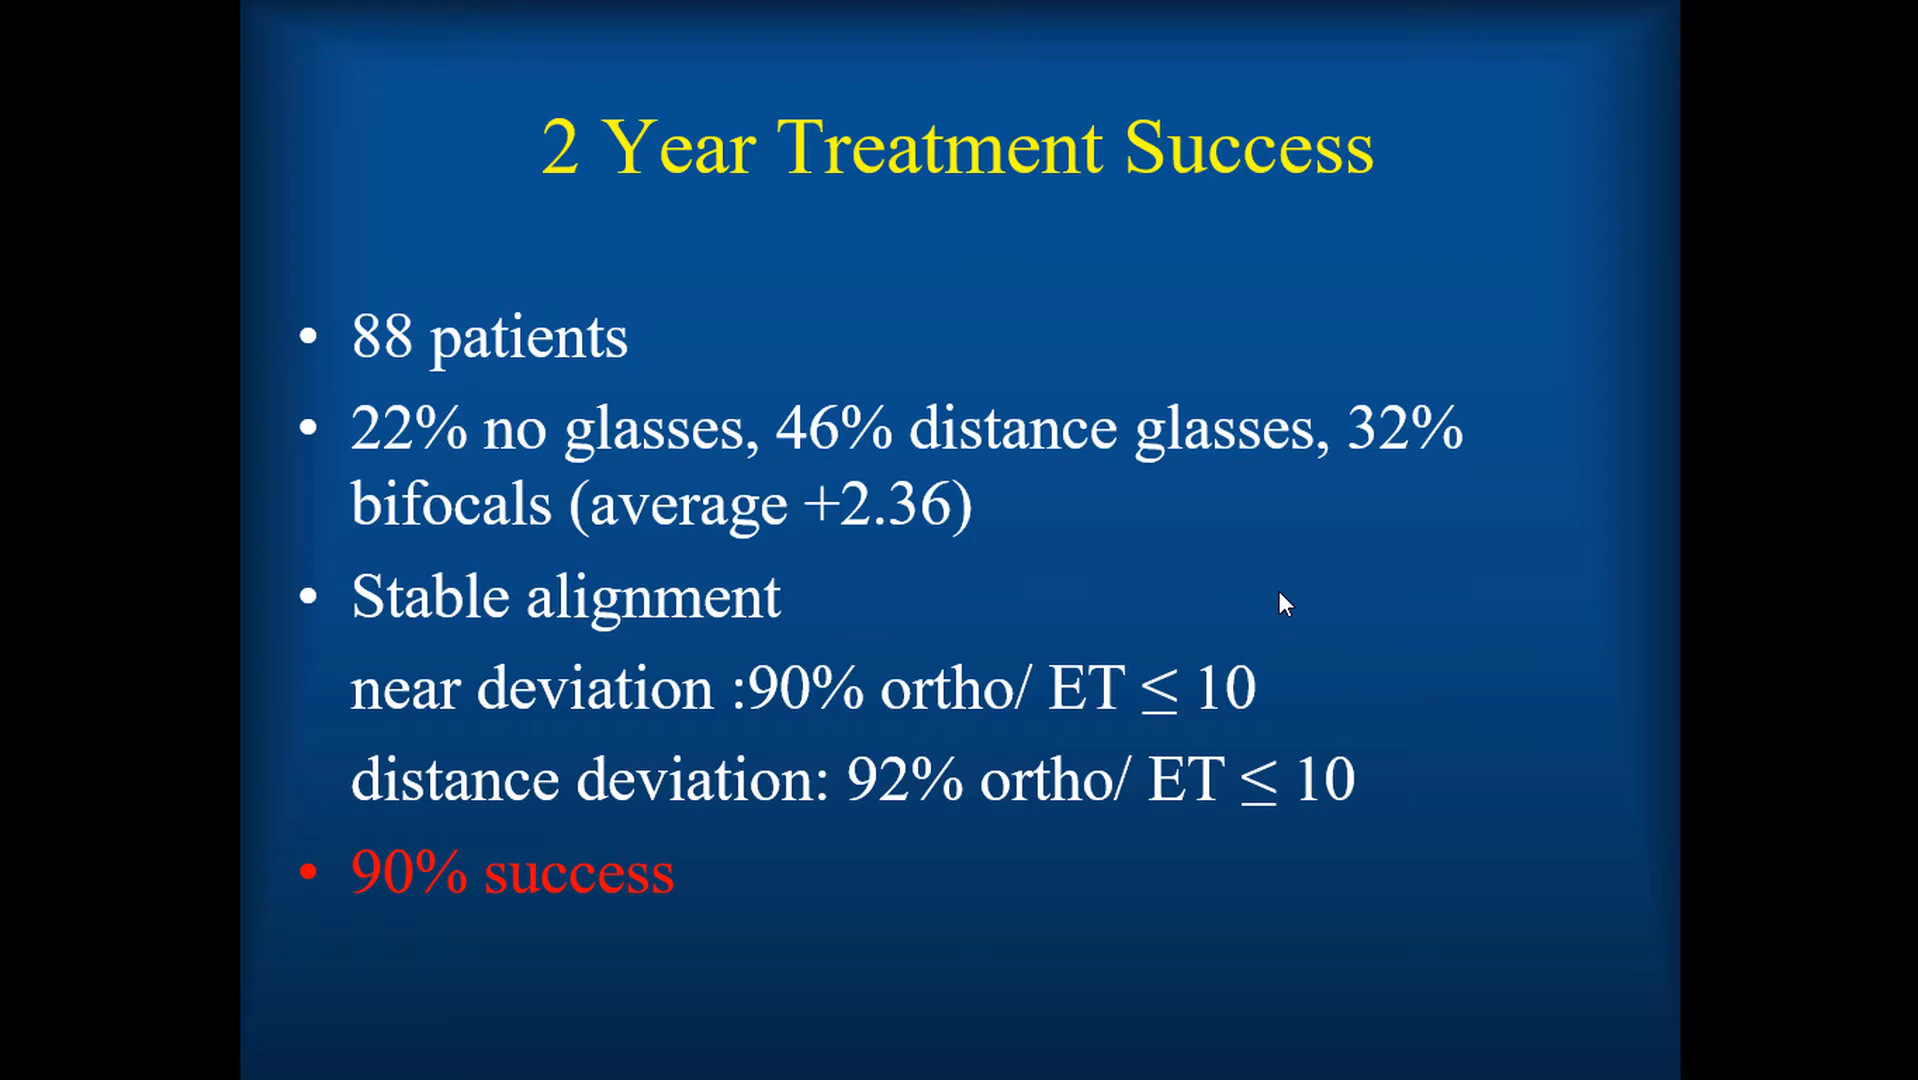 2 Year Treatment Success
• 88 patients
• 22% no glasses, 46% distance glasses, 32%
bifocals (average +2.36)
• Stable alignment
near deviation :90% ortho/ ET ≤ 10
distance deviation: 92% ortho/ ET ≤ 10
• 90% success